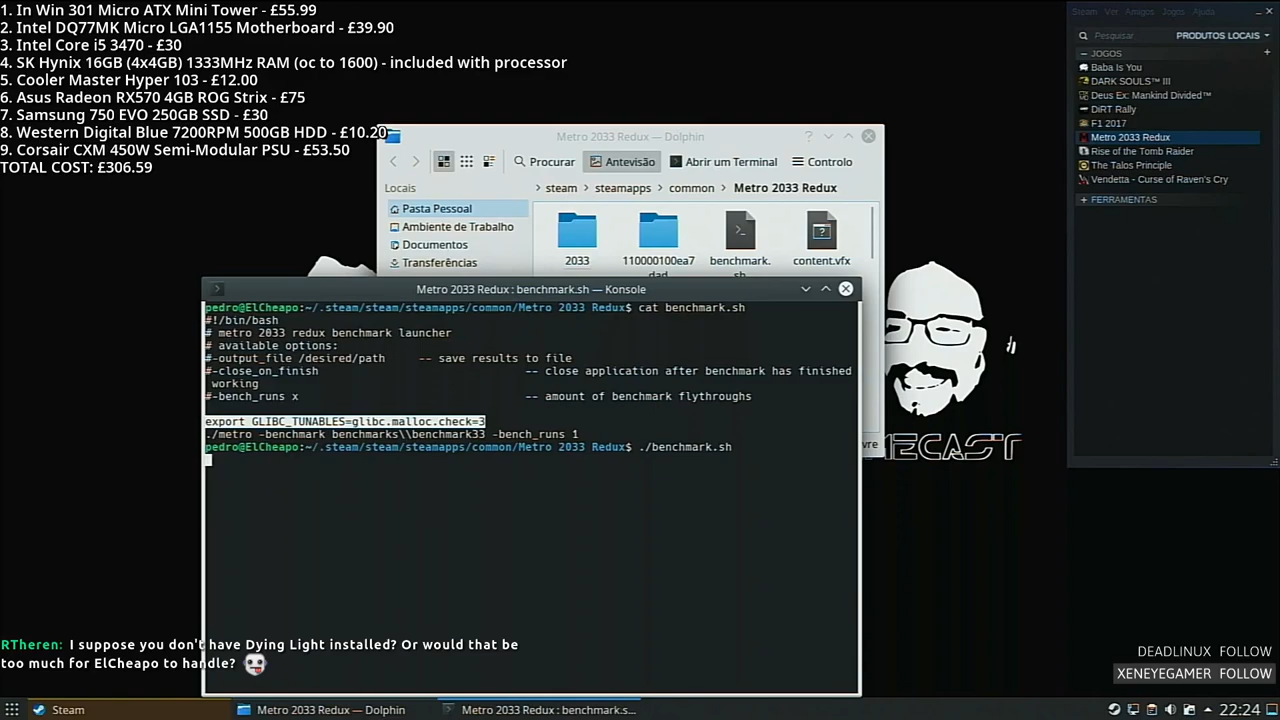 1. In Win 301 Micro ATX Mini Tower - £55.99
2. Intel DQ77MK Micro LGA1155 Motherboard - £39.90
3. Intel Core i5 3470 - £30
4. SK Hynix 16GB (4x4GB) 1333MHz RAM (oc to 1600) - included with processor
5. Cooler Master Hyper 103 - £12.00
6. Asus Radeon RX570 4GB ROG Strix - £75
7. Samsung 750 EVO 250GB SSD - £30
8. Western Digital Blue 7200RPM 500GB HDD - £10.20
9. Corsair CXM 450W Semi-Modular PSU - £53.50
TOTAL COST: £306.59
Steam Ver Amigos Jogos Ajuda
Pesquisar PRODUTOS LOCAIS
— JOGOS +
Baba Is You
DARK SOULS™ III
Deus Ex: Mankind Divided™
DiRT Rally
F1 2017
Metro 2033 Redux
Rise of the Tomb Raider
The Talos Principle
Vendetta - Curse of Raven's Cry
+ FERRAMENTAS
Metro 2033 Redux — Dolphin
Procurar Antevisão Abrir um Terminal Controlo
Locais > steam > steamapps > common > Metro 2033 Redux
Pasta Pessoal
Ambiente de Trabalho
Documentos
Transferências
2033 110000100ea7 benchmark. content.vfx
dad sh
Metro 2033 Redux : benchmark.sh — Konsole
pedro@ElCheapo:~/.steam/steam/steamapps/common/Metro 2033 Redux$ cat benchmark.sh
#!/bin/bash
# metro 2033 redux benchmark launcher
# available options:
#-output_file /desired/path -- save results to file
#-close_on_finish -- close application after benchmark has finished
working
#-bench_runs x -- amount of benchmark flythroughs
export GLIBC_TUNABLES=glibc.malloc.check=3
./metro -benchmark benchmarks\\benchmark33 -bench_runs 1
pedro@ElCheapo:~/.steam/steam/steamapps/common/Metro 2033 Redux$ ./benchmark.sh
vre
MECAST
RTheren: I suppose you don't have Dying Light installed? Or would that be
too much for ElCheapo to handle?
DEADLINUX FOLLOW
XENEYEGAMER FOLLOW
Steam Metro 2033 Redux — Dolphin Metro 2033 Redux : benchmark.s... 22:24